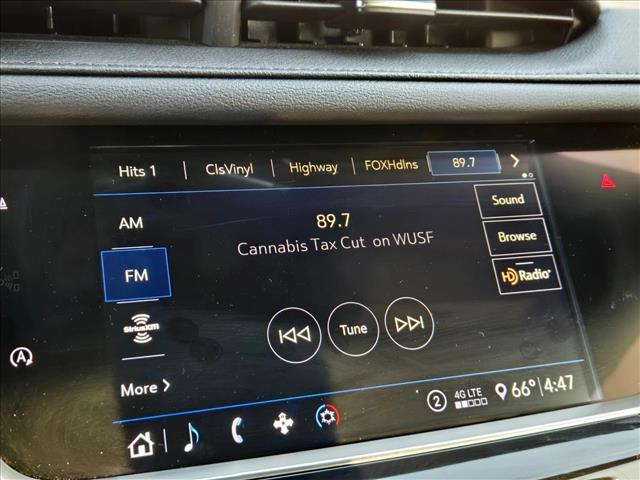 Hits 1 | ClsVinyl | Highway | FOXHdlns 89.7 >
AM
89.7
Sound
Cannabis Tax Cut on WUSF
Browse
FM
HD Radio
SiriusXM
Tune
More >
A
2 4G LTE 66° 4:47